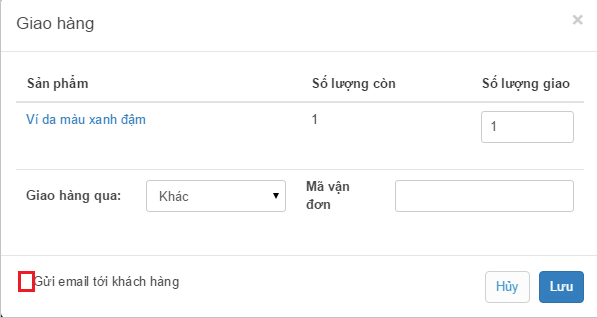 Giao hàng
×
Sản phẩm Số lượng còn Số lượng giao
Ví da màu xanh đậm 1 1
Giao hàng qua: Khác Mã vận
đơn
Gửi email tới khách hàng Hủy Lưu